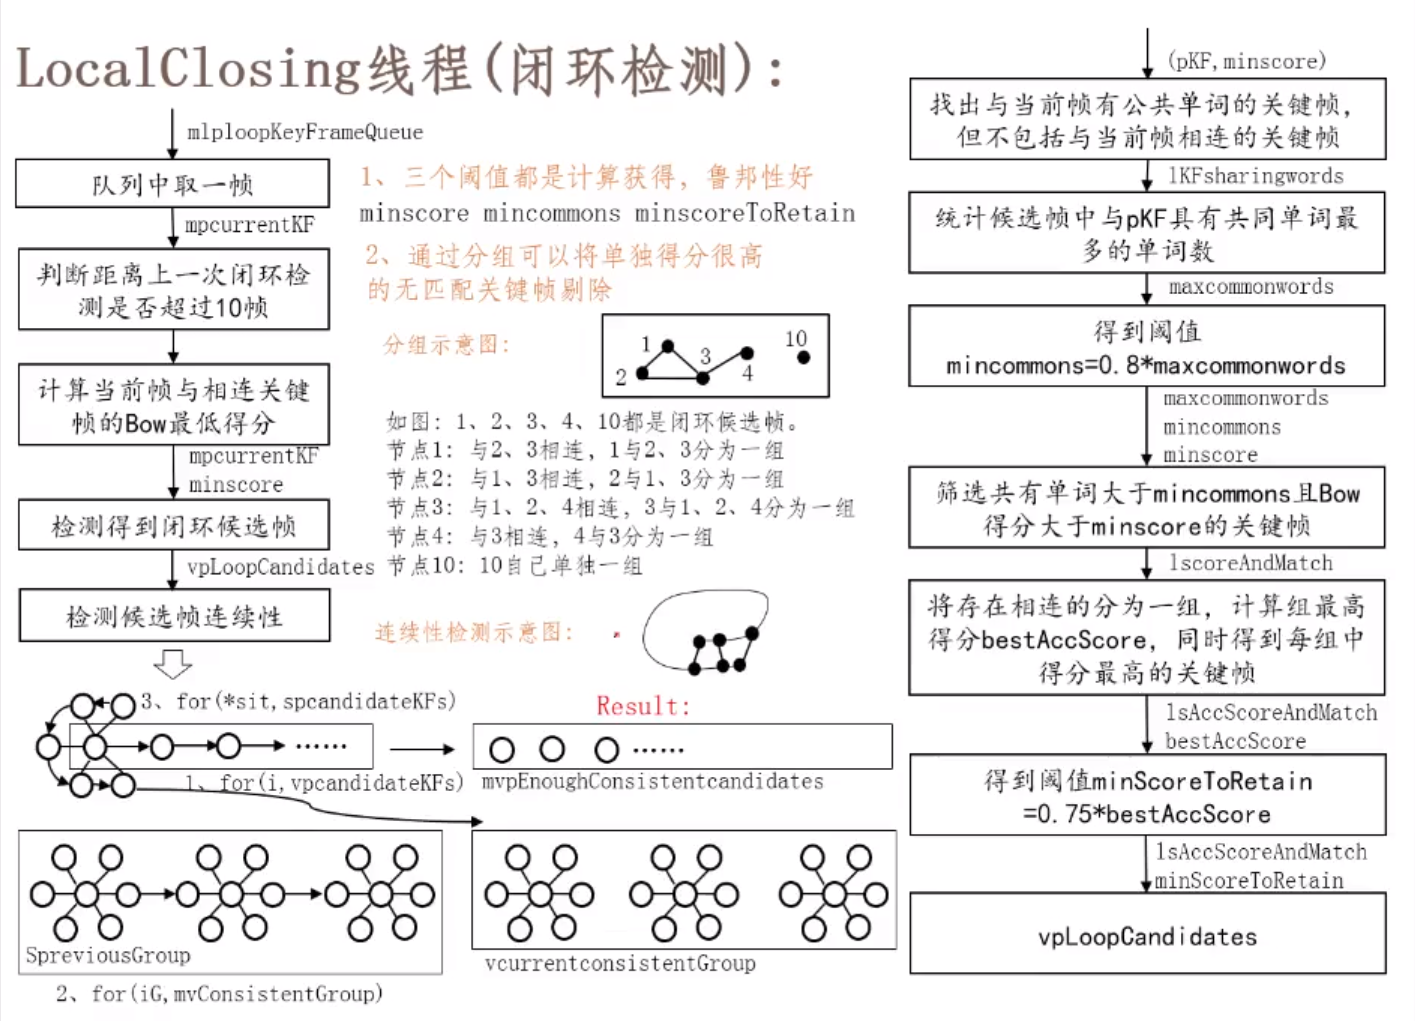 LocalClosing线程(闭环检测):
mlploopKeyFrameQueue
队列中取一帧
mpcurrentKF
判断距离上一次闭环检
测是否超过10帧
计算当前帧与相连关键
帧的Bow最低得分
mpcurrentKF
minscore
检测得到闭环候选帧
vpLoopCandidates
检测候选帧连续性
1、三个阈值都是计算获得，鲁邦性好
minscore mincommons minscoreToRetain
2、通过分组可以将单独得分很高
的无匹配关键帧剔除
分组示意图:
1
2
3
4
10
如图: 1、2、3、4、10都是闭环候选帧。
节点1: 与2、3相连，1与2、3分为一组
节点2: 与1、3相连，2与1、3分为一组
节点3: 与1、2、4相连，3与1、2、4分为一组
节点4: 与3相连，4与3分为一组
节点10: 10自己单独一组
连续性检测示意图:
3、for(*sit,spcandidateKFs)
······
1、for(i,vpcandidateKFs)
Result:
······
mvpEnoughConsistentcandidates
SpreviousGroup
2、for(iG,mvConsistentGroup)
vcurrentconsistentGroup
(pKF,minscore)
找出与当前帧有公共单词的关键帧，
但不包括与当前帧相连的关键帧
lKFsharingwords
统计候选帧中与pKF具有共同单词最
多的单词数
maxcommonwords
得到阈值
mincommons=0.8*maxcommonwords
maxcommonwords
mincommons
minscore
筛选共有单词大于mincommons且Bow
得分大于minscore的关键帧
lscoreAndMatch
将存在相连的分为一组，计算组最高
得分bestAccScore，同时得到每组中
得分最高的关键帧
lsAccScoreAndMatch
bestAccScore
得到阈值minScoreToRetain
=0.75*bestAccScore
lsAccScoreAndMatch
minScoreToRetain
vpLoopCandidates